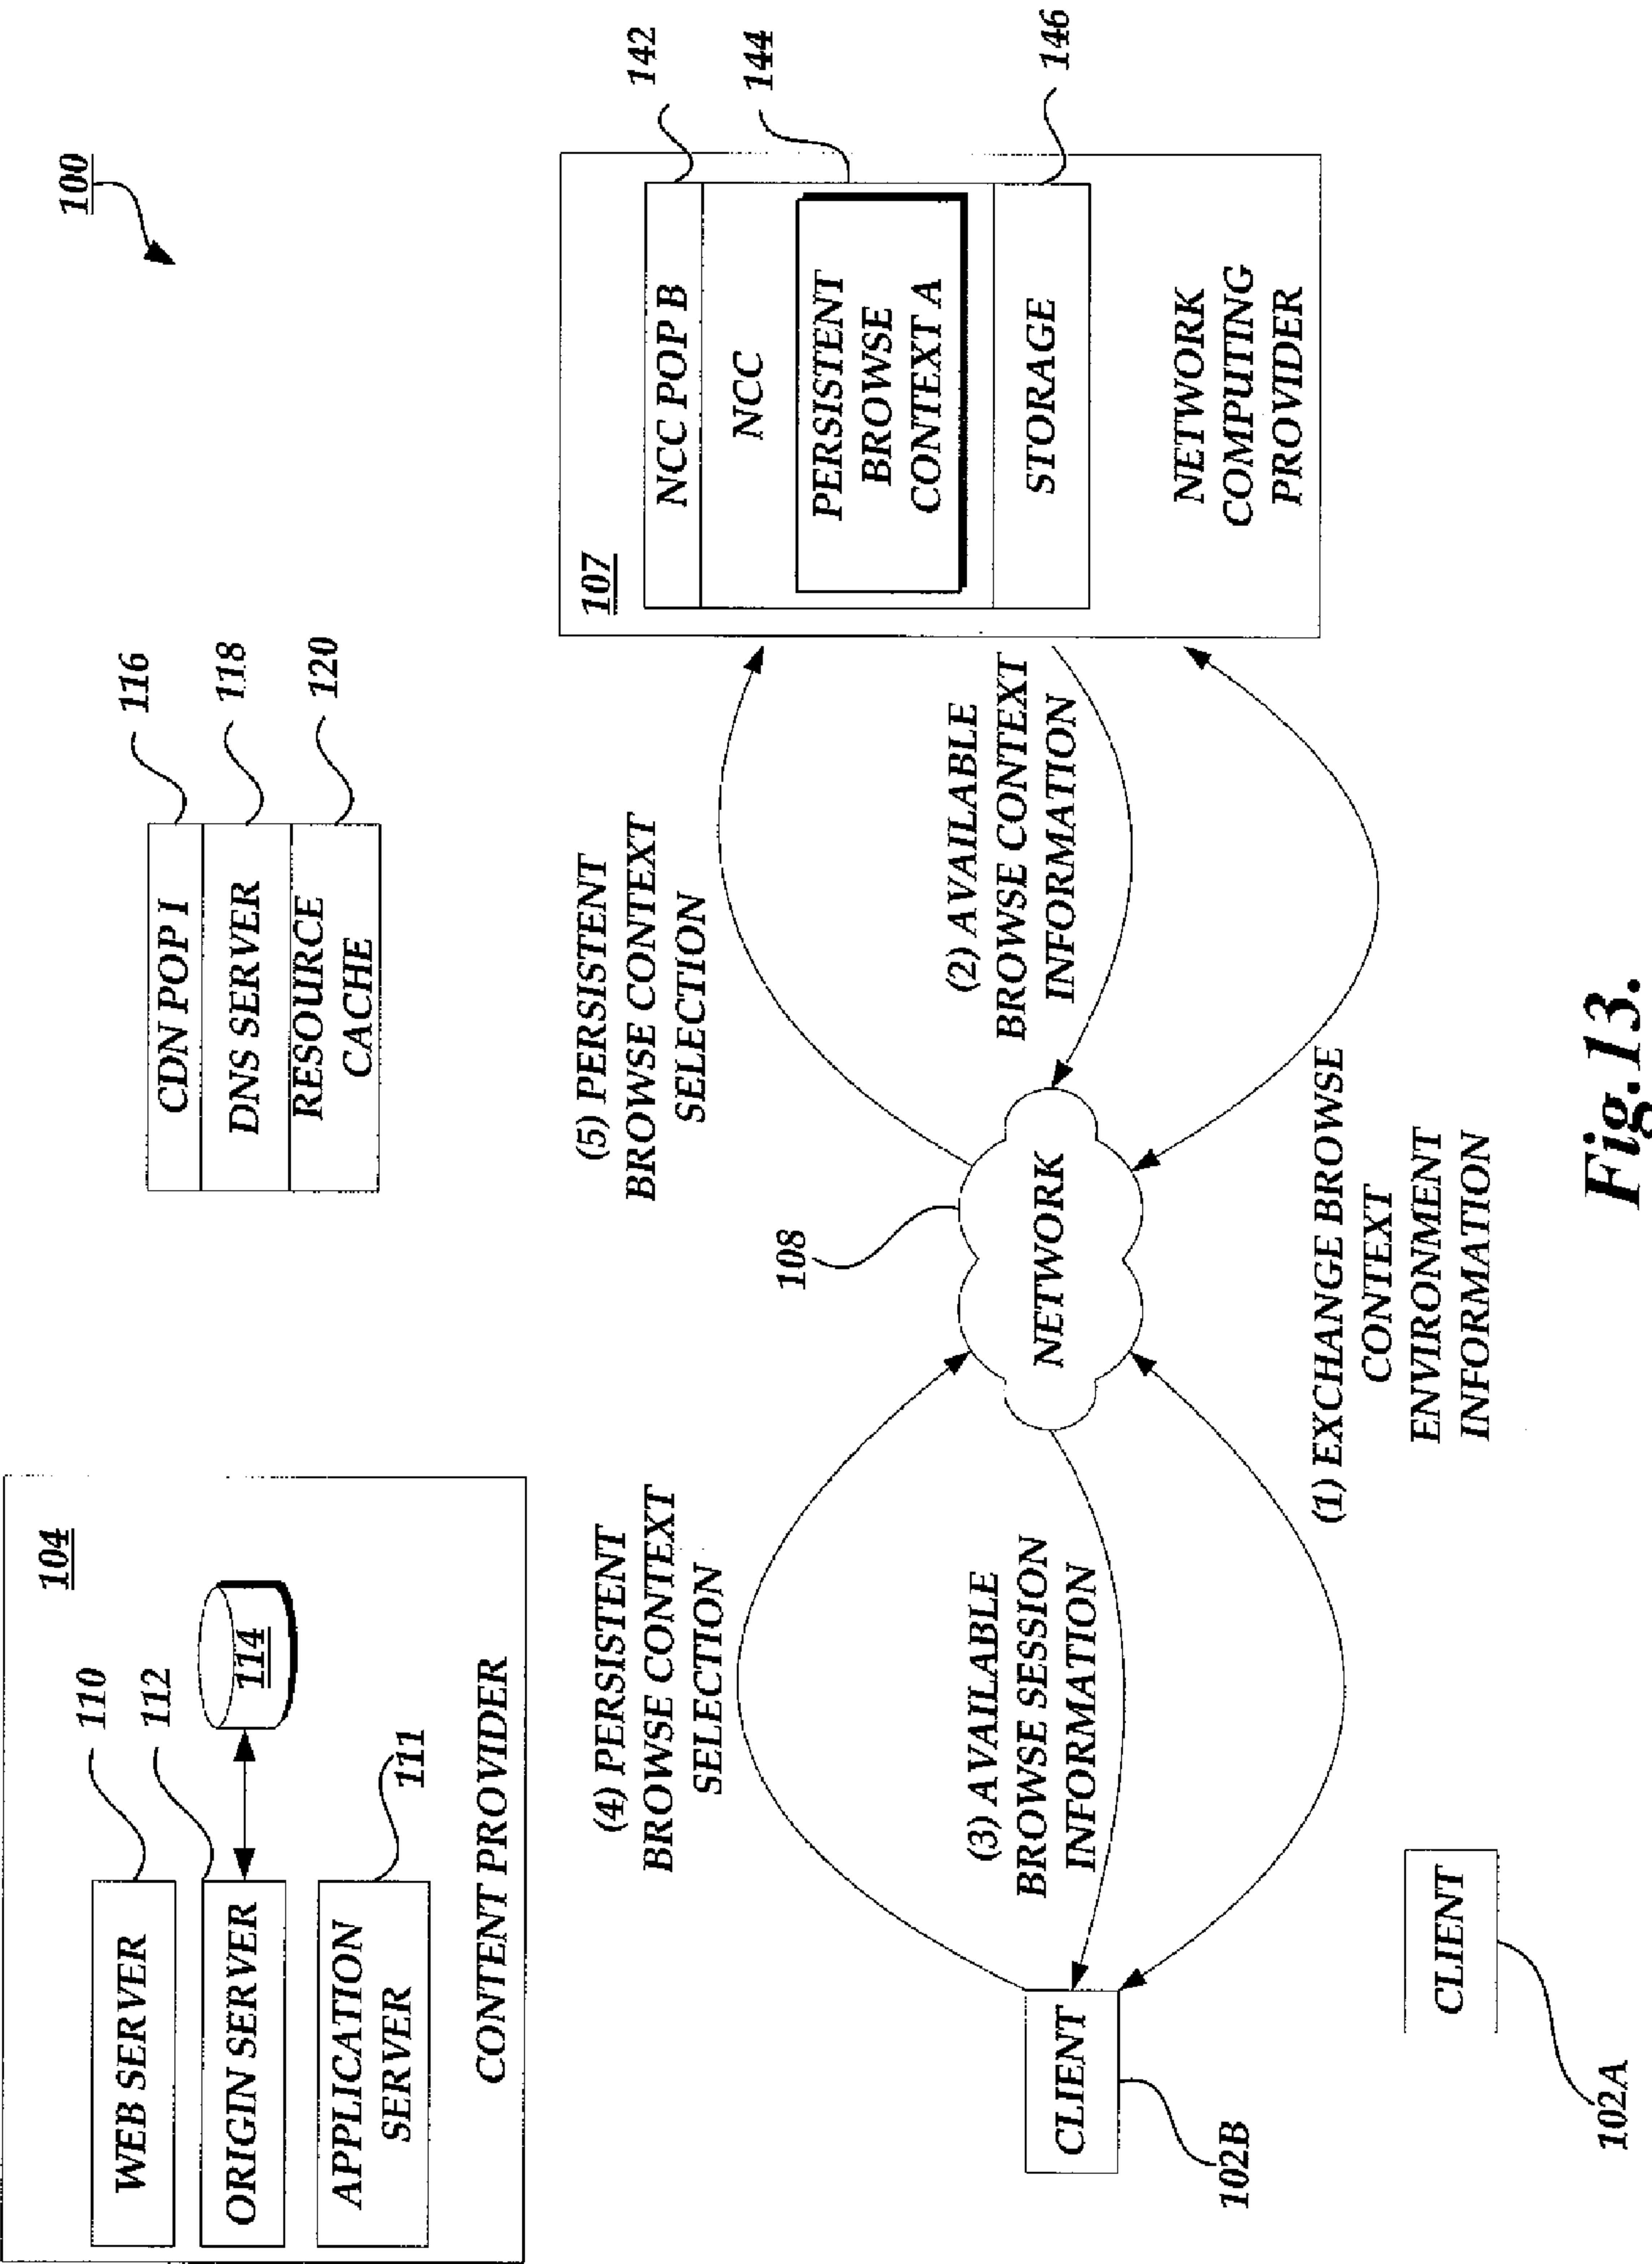 100
104
WEB SERVER
110
ORIGIN SERVER
112
114
APPLICATION
SERVER
111
CONTENT PROVIDER
CDN POP I
116
DNS SERVER
118
RESOURCE
CACHE
120
107
NCC POP B
142
NCC
144
PERSISTENT
BROWSE
CONTEXT A
STORAGE
146
NETWORK
COMPUTING
PROVIDER
(4) PERSISTENT
BROWSE CONTEXT
SELECTION
(5) PERSISTENT
BROWSE CONTEXT
SELECTION
108
NETWORK
(3) AVAILABLE
BROWSE SESSION
INFORMATION
(2) AVAILABLE
BROWSE CONTEXT
INFORMATION
CLIENT
102B
(1) EXCHANGE BROWSE
CONTEXT
ENVIRONMENT
INFORMATION
CLIENT
102A
Fig.13.